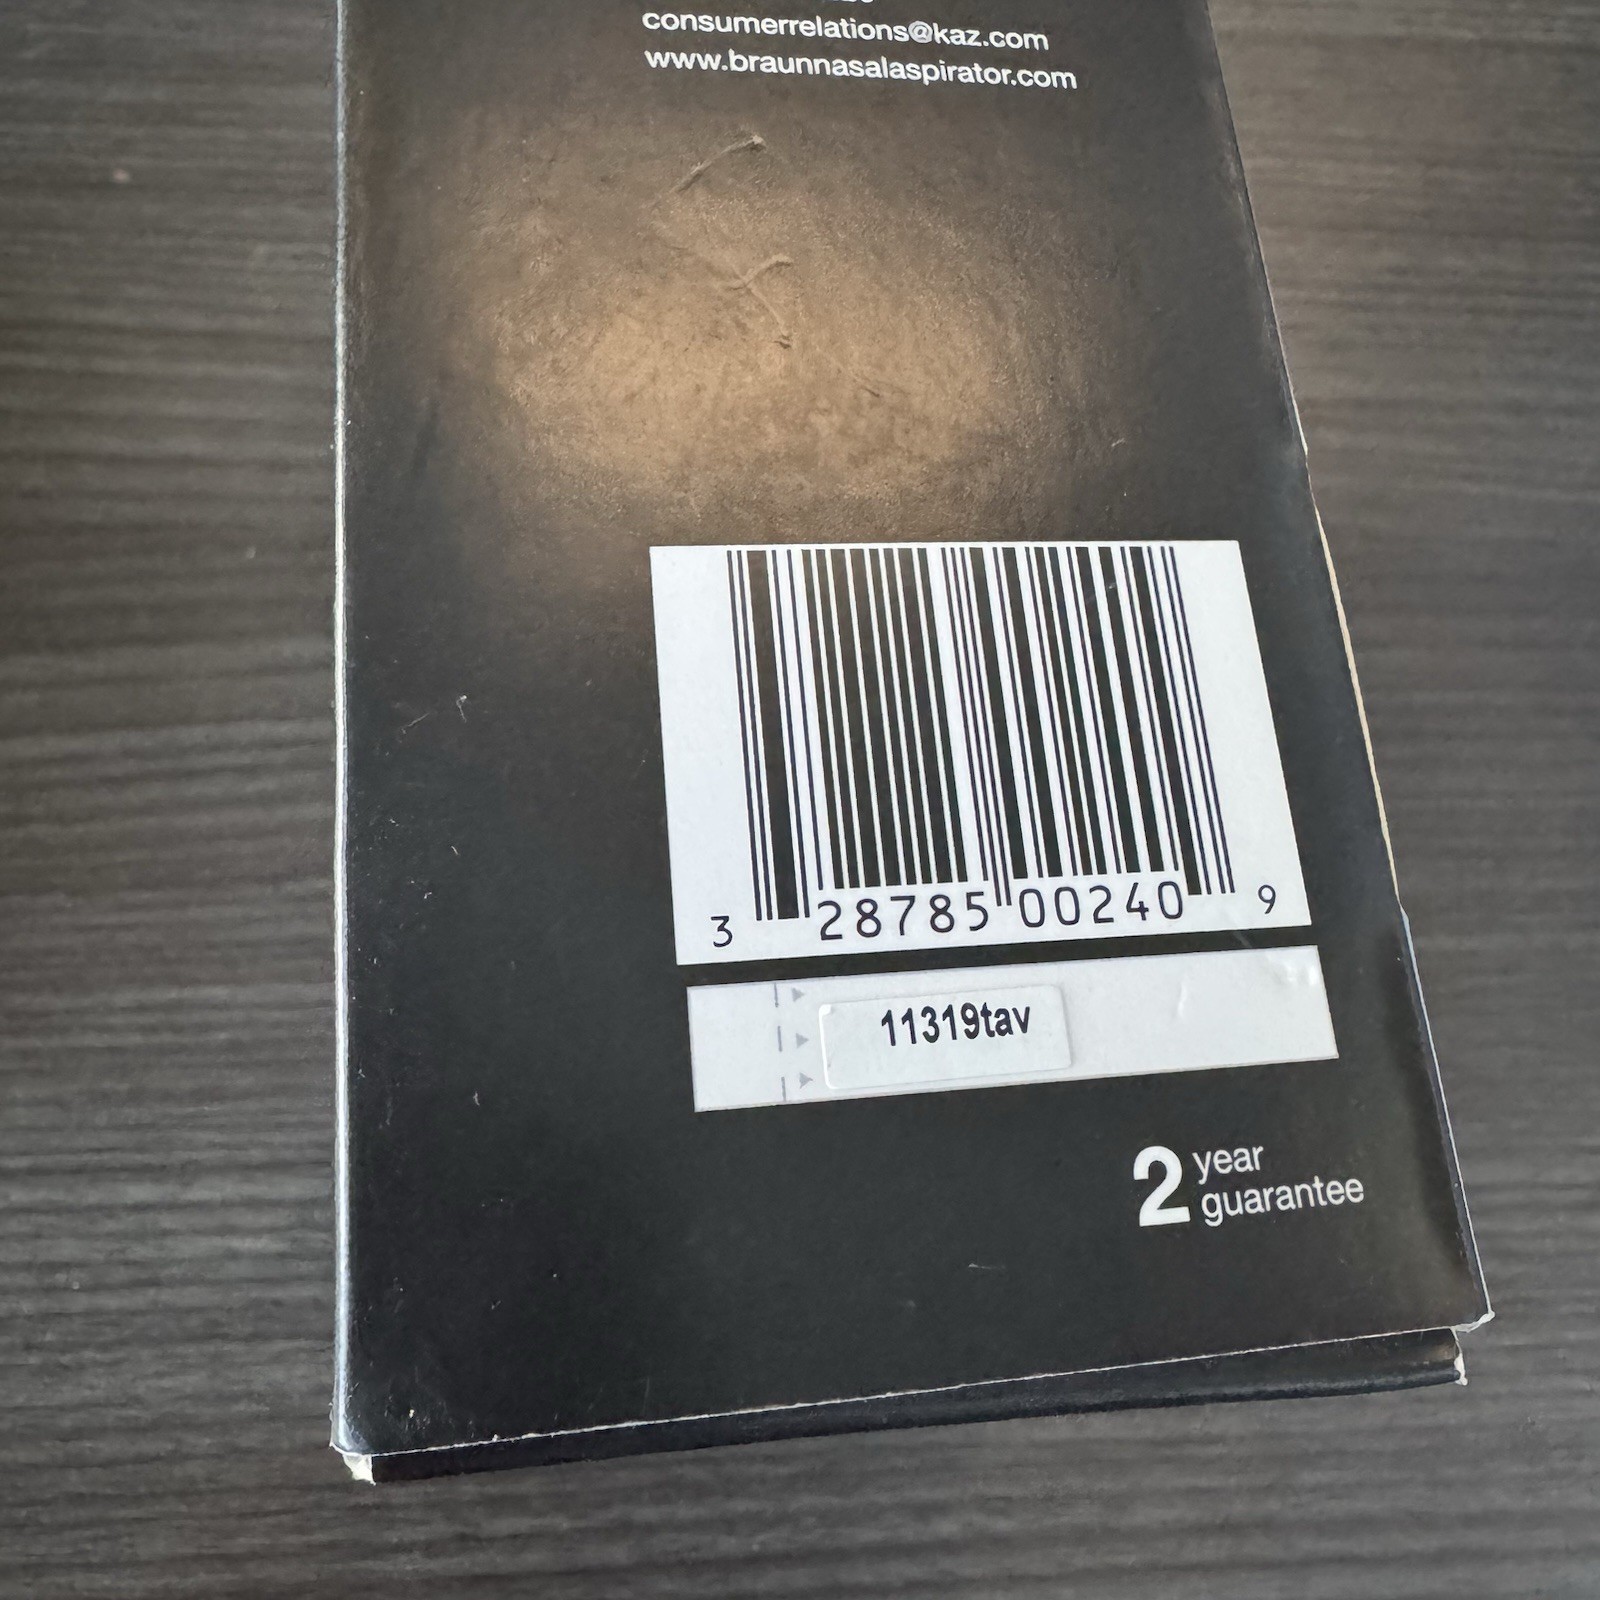 consumerrelations@kaz.com
www.braunnasalaspirator.com
3 28785 00240 9
11319tav
2 year
guarantee